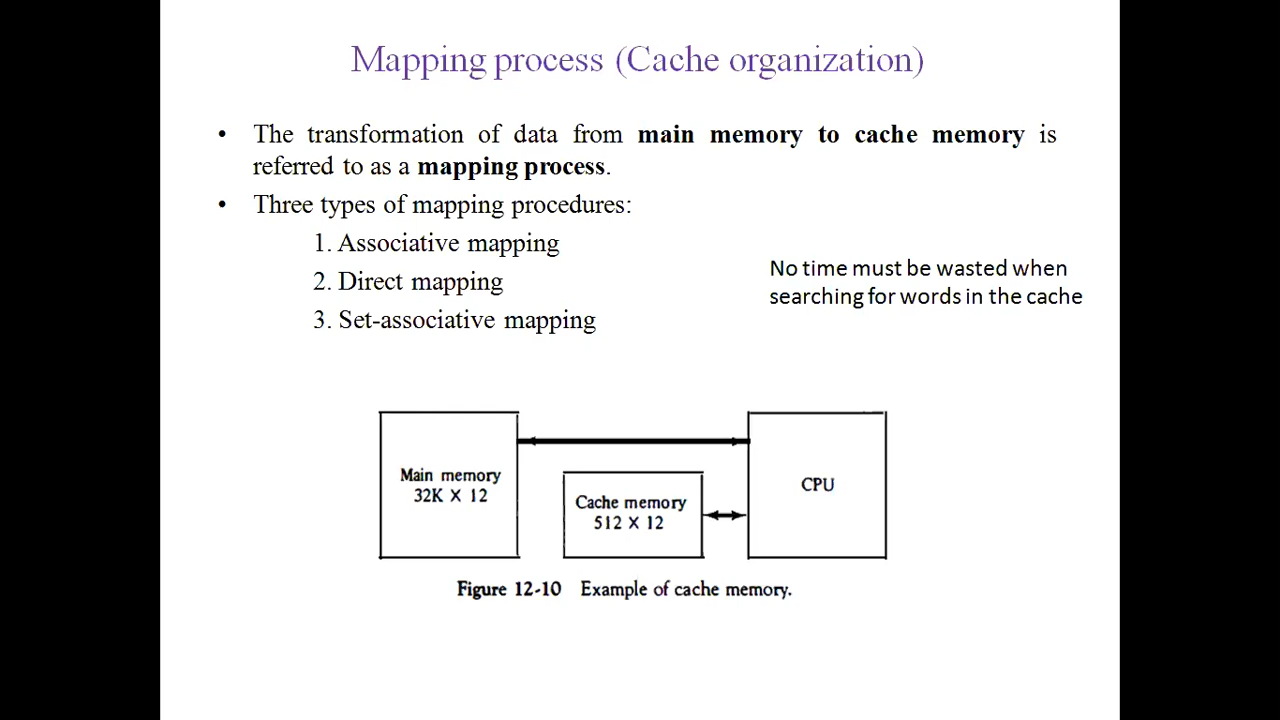 Mapping process (Cache organization)
• The transformation of data from main memory to cache memory is
referred to as a mapping process.
• Three types of mapping procedures:
1. Associative mapping
2. Direct mapping
3. Set-associative mapping
No time must be wasted when
searching for words in the cache
Main memory
32K X 12
Cache memory
512 X 12
CPU
Figure 12-10 Example of cache memory.